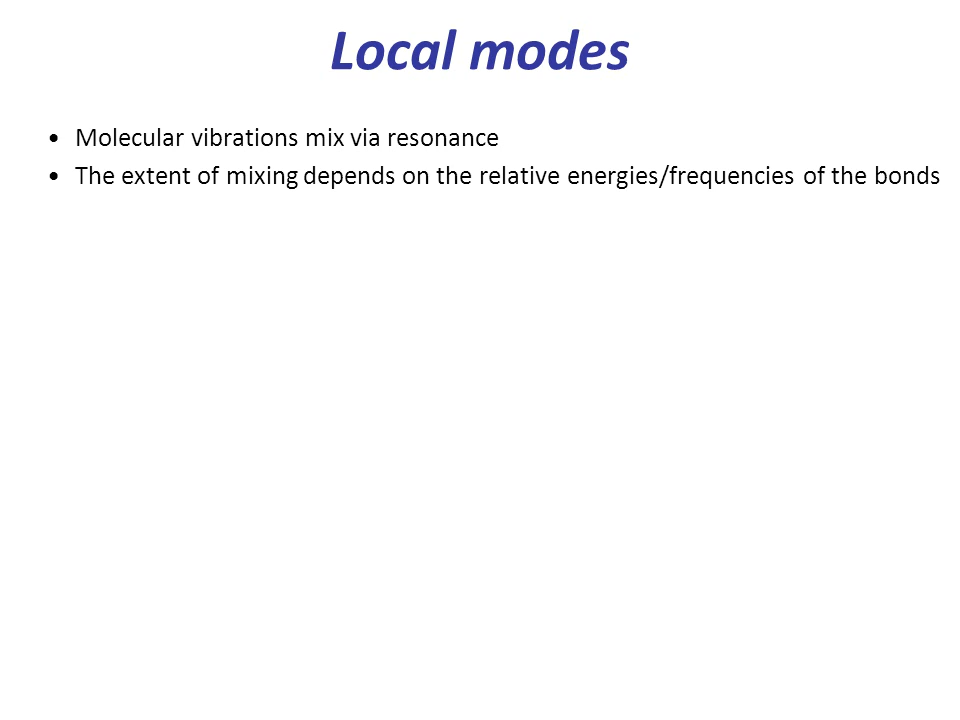 Local modes
• Molecular vibrations mix via resonance
• The extent of mixing depends on the relative energies/frequencies of the bonds